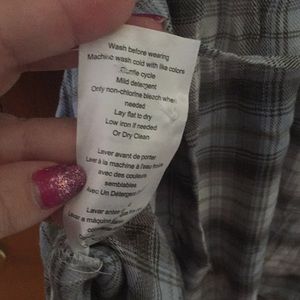 Wash before wearing
Machine wash cold with like colors
cycle
Mild detergent
Only non-chlorine bleach when
needed
Lay flat to dry
Low iron if needed
Or Dry Clean
Laver avant de porter
Laver à la machine à l'eau froide
avec des couleurs
semblables
Avec Un Détergent
Laver